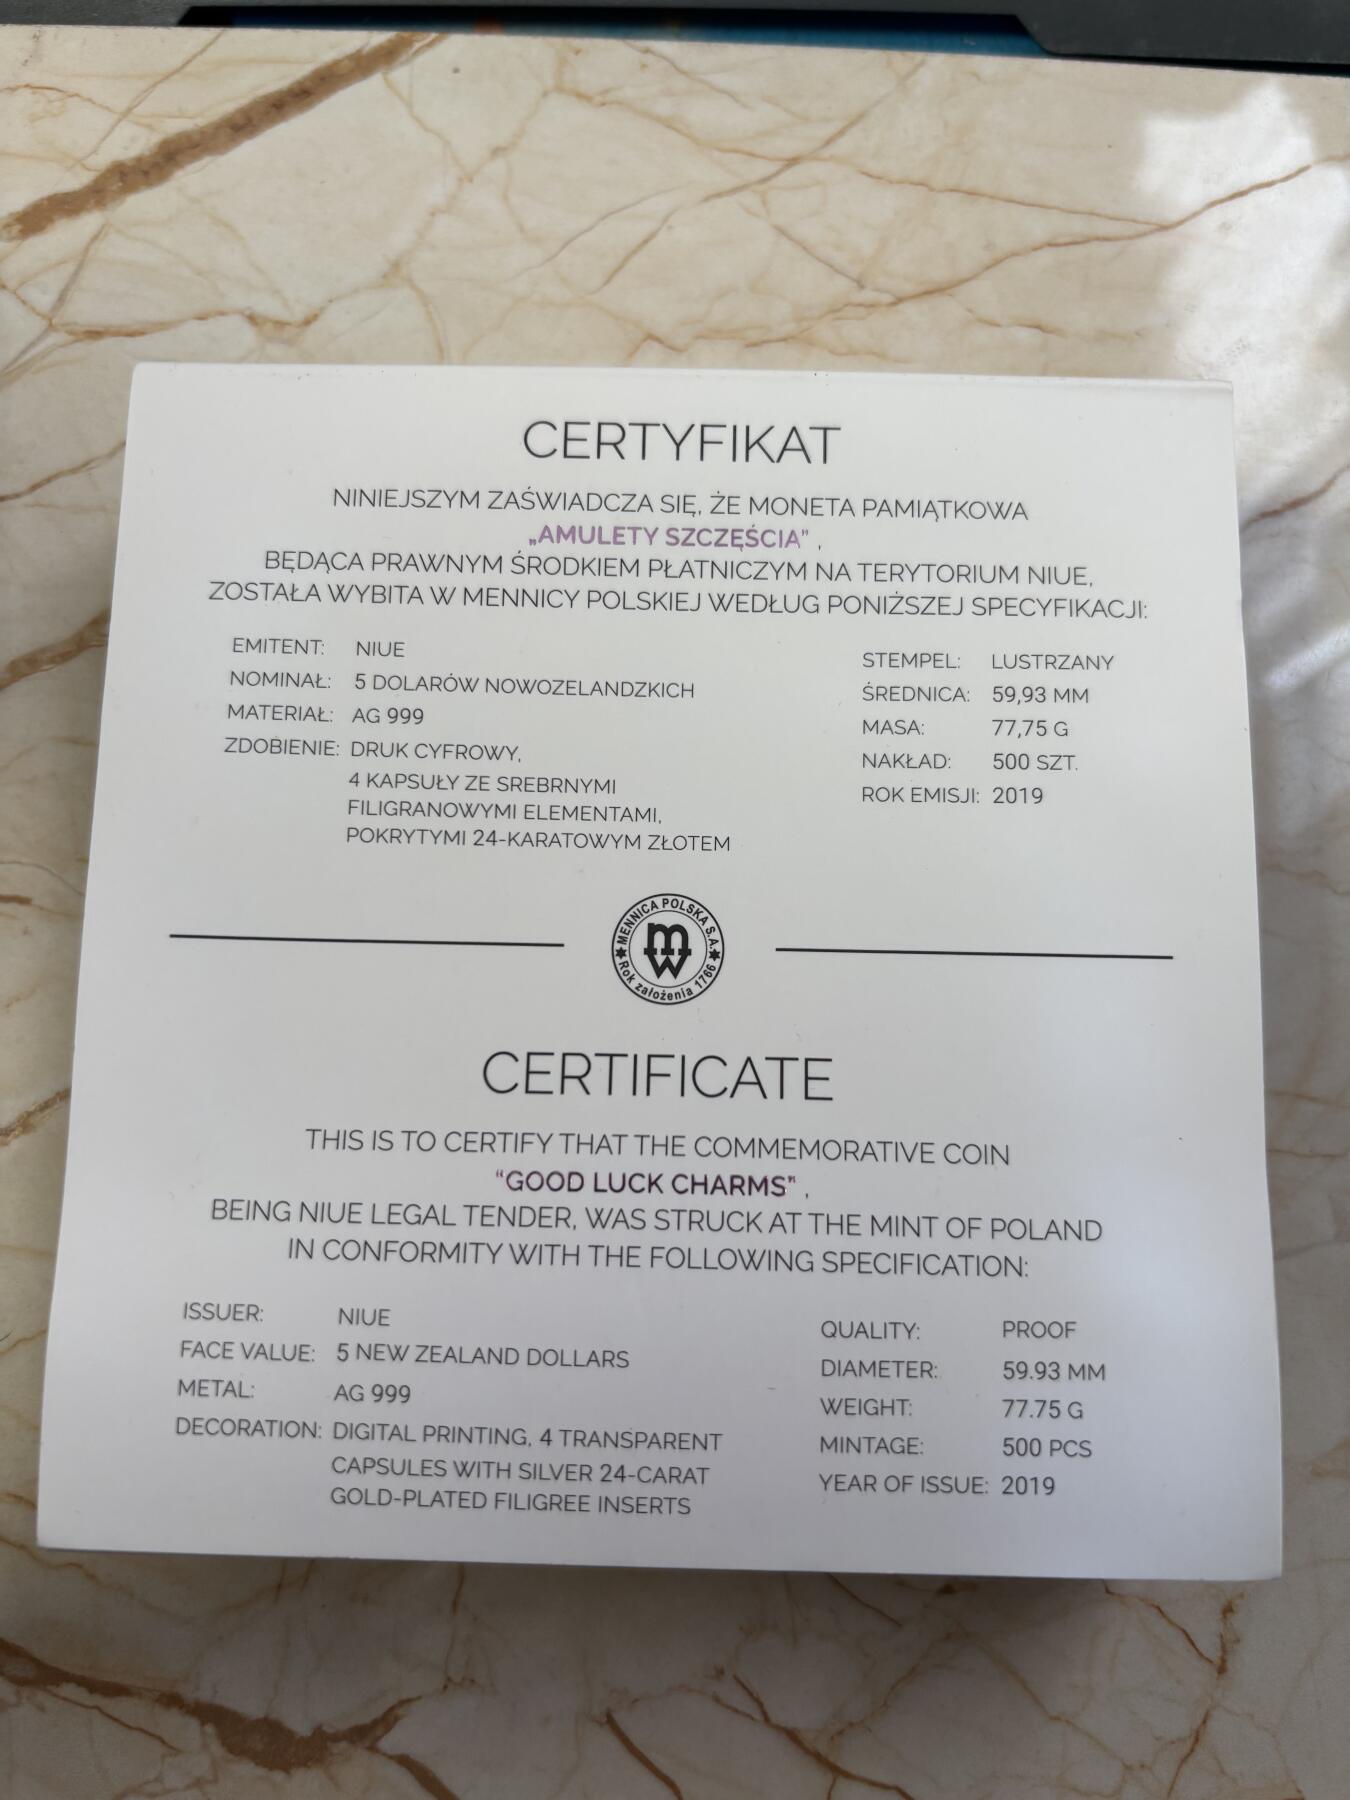 CERTYFIKAT
NINIEJSZYM ZAŚWIADCZA SIĘ, ŻE MONETA PAMIĄTKOWA
„AMULETY SZCZĘŚCIA” ,
BĘDĄCA PRAWNYM ŚRODKIEM PŁATNICZYM NA TERYTORIUM NIUE,
ZOSTAŁA WYBITA W MENNICY POLSKIEJ WEDŁUG PONIŻSZEJ SPECYFIKACJI:
EMITENT: NIUE
NOMINAŁ: 5 DOLARÓW NOWOZELANDZKICH
MATERIAŁ: AG 999
ZDOBIENIE: DRUK CYFROWY,
4 KAPSUŁY ZE SREBRNYMI
FILIGRANOWYMI ELEMENTAMI,
POKRYTYMI 24-KARATOWYM ZŁOTEM
STEMPEL: LUSTRZANY
ŚREDNICA: 59,93 MM
MASA: 77,75 G
NAKŁAD: 500 SZT.
ROK EMISJI: 2019
MENNICA POLSKA S.A.
mw
Rok założenia 1766
CERTIFICATE
THIS IS TO CERTIFY THAT THE COMMEMORATIVE COIN
“GOOD LUCK CHARMS” ,
BEING NIUE LEGAL TENDER, WAS STRUCK AT THE MINT OF POLAND
IN CONFORMITY WITH THE FOLLOWING SPECIFICATION:
ISSUER: NIUE
FACE VALUE: 5 NEW ZEALAND DOLLARS
METAL: AG 999
DECORATION: DIGITAL PRINTING, 4 TRANSPARENT
CAPSULES WITH SILVER 24-CARAT
GOLD-PLATED FILIGREE INSERTS
QUALITY: PROOF
DIAMETER: 59.93 MM
WEIGHT: 77.75 G
MINTAGE: 500 PCS
YEAR OF ISSUE: 2019